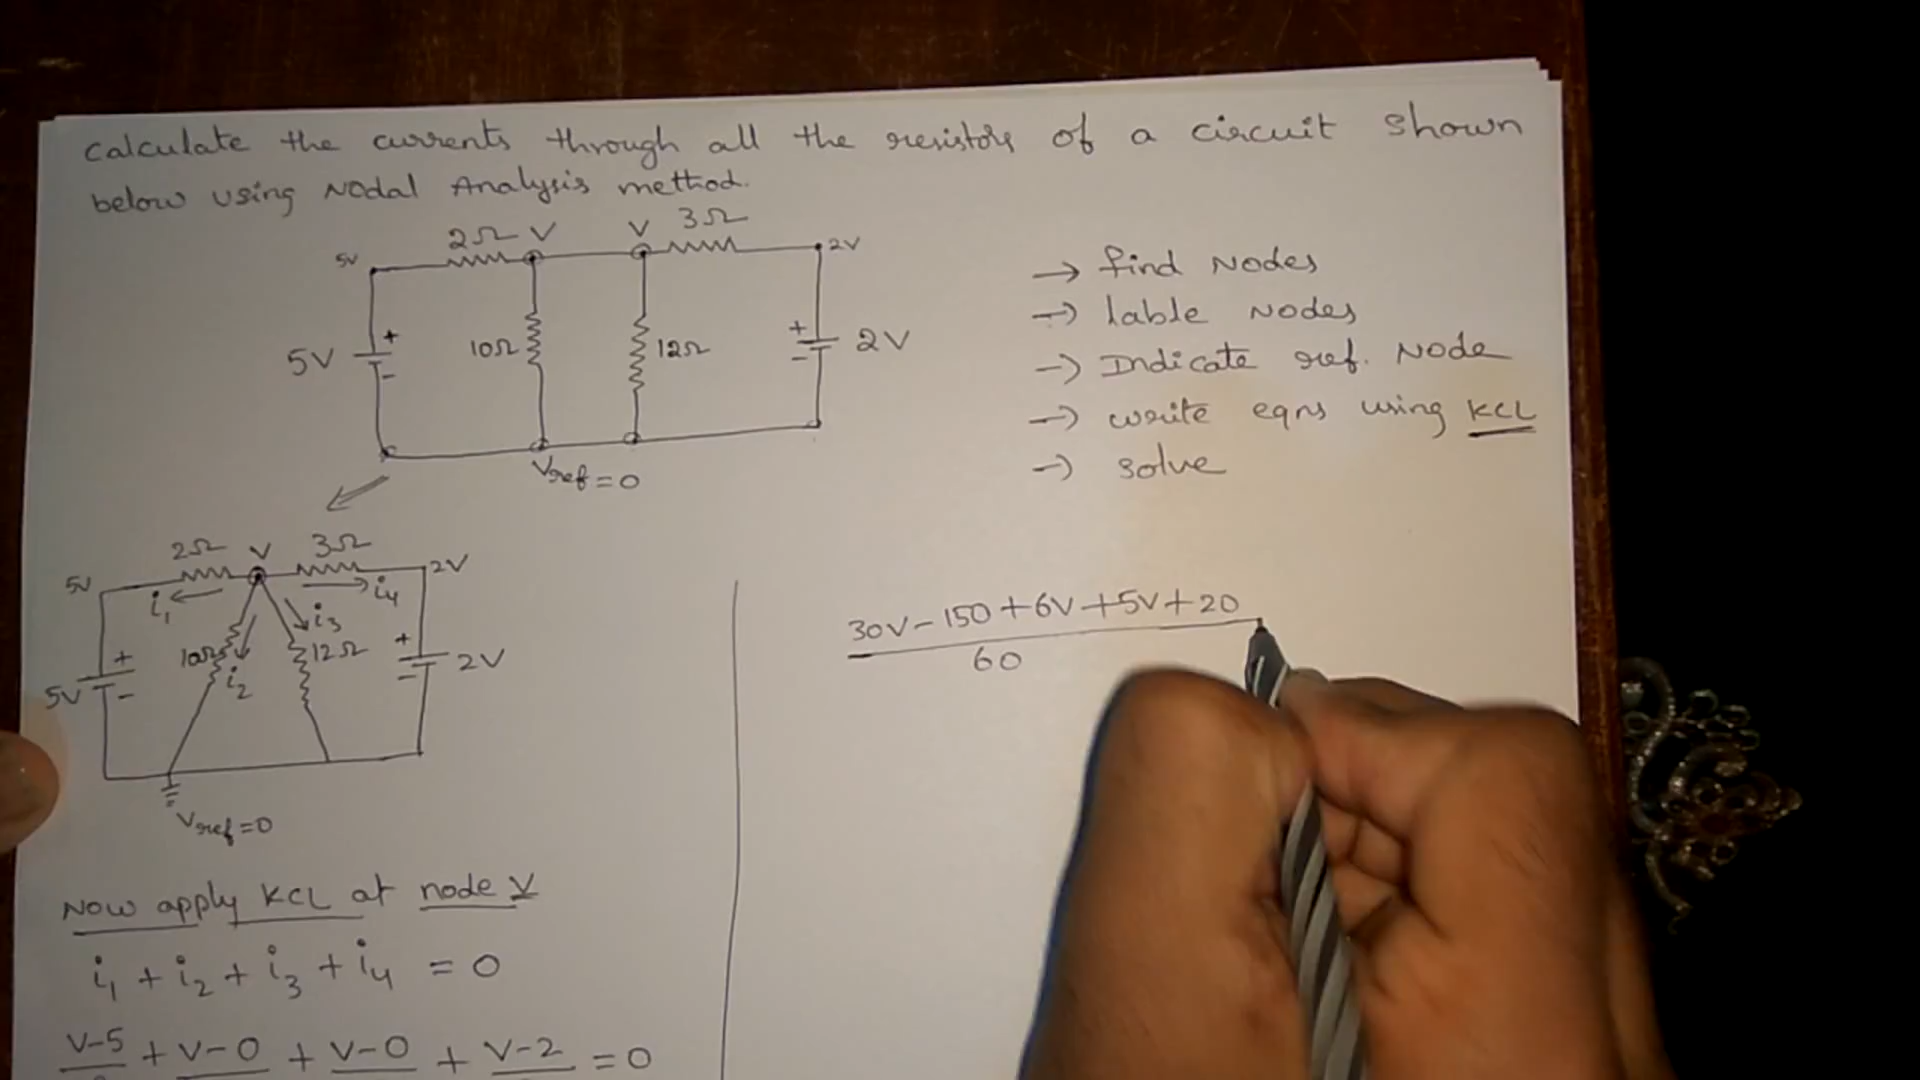 calculate the currents through all the resistors of a circuit shown
below using Nodal Analysis method.
2Ω V V 3Ω
5V 2V
5V + - 10Ω 12Ω + - 2V
Vref = 0
→ find Nodes
→ lable Nodes
→ Indicate ref. Node
→ write eqns using KCL
→ solve
2Ω V 3Ω
5V i1 i4 2V
i3
5V + - 10Ω i2 12Ω + - 2V
Vref = 0
Now apply KCL at node V
i1 + i2 + i3 + i4 = 0
V-5 + V-0 + V-0 + V-2 = 0
30V - 150 + 6V + 5V + 20
60